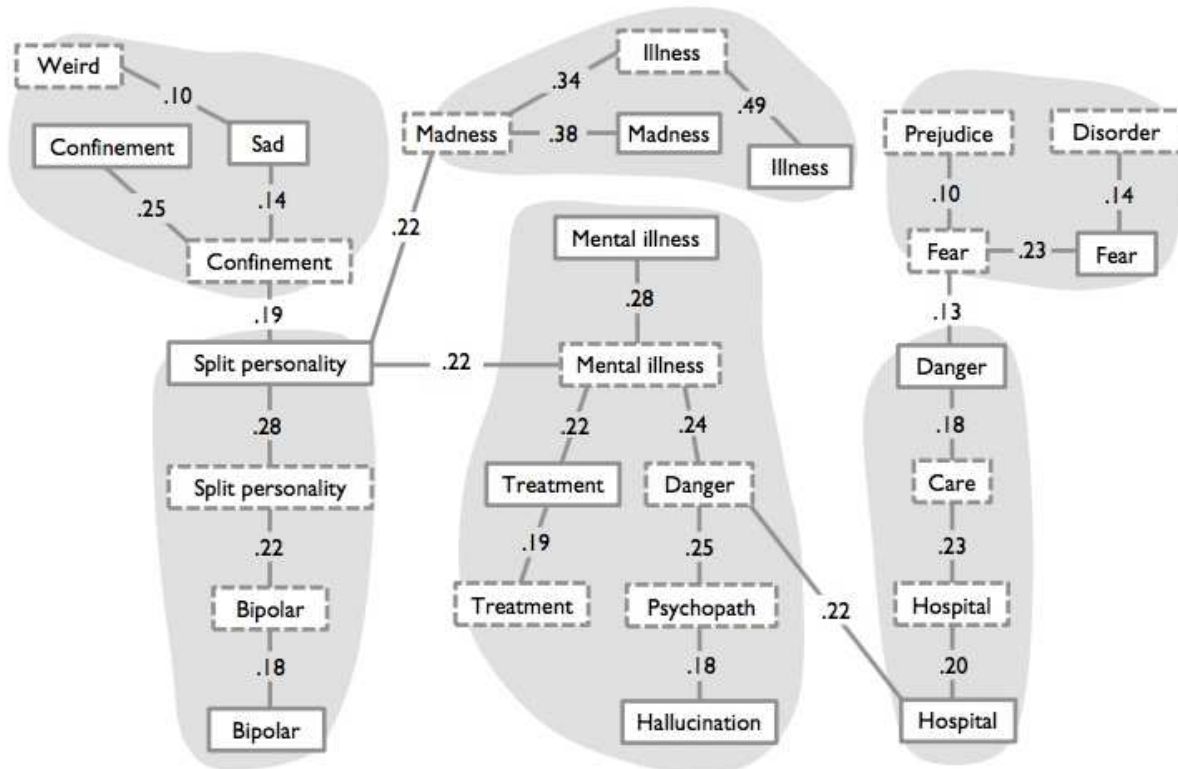 Weird
.10
Confinement
Sad
.25
.14
Confinement
.19
Split personality
.28
Split personality
.22
Bipolar
.18
Bipolar
Illness
.34
.49
Madness
.38
Madness
Illness
.22
Mental illness
.28
.22
Mental illness
.22
.24
Treatment
Danger
.19
.25
Treatment
Psychopath
.18
Hallucination
.22
Prejudice
Disorder
.10
.14
Fear
.23
Fear
.13
Danger
.18
Care
.23
Hospital
.20
Hospital